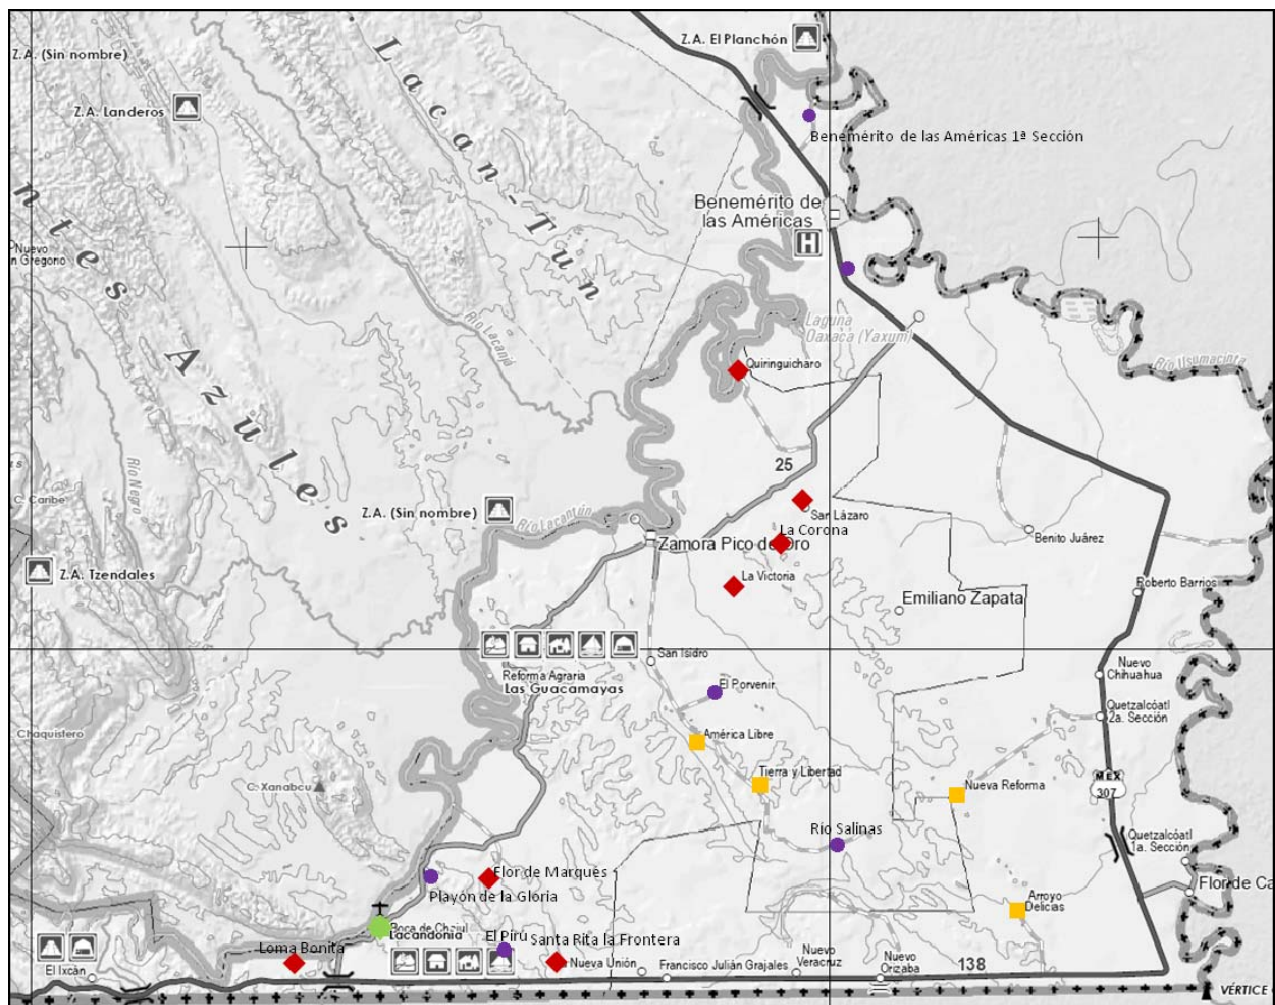 Z.A. El Planchón
Z.A. (Sin nombre)
Z.A. Landeros
Lacan-Tún
Benemérito de las Américas 1ª Sección
Benemérito de
las Américas
H
Nuevo
ntes Azules
Río Lacanjá
Laguna
Oaxaca (Yaxum)
Río Usumacinta
Quiringuicharo
25
Río Negro
C. Caribe
Z.A. (Sin nombre)
Río Lacantún
San Lázaro
La Corona
Zamora Pico de Oro
Benito Juárez
Z.A. Tzendales
La Victoria
Roberto Barrios
Emiliano Zapata
San Isidro
Nuevo
Chihuahua
Reforma Agraria
Las Guacamayas
El Porvenir
Quetzalcóatl
2a. Sección
América Libre
Chaquistero
Tierra y Libertad
C. Xanabcu
Nueva Reforma
MEX
307
Río Salinas
Quetzalcóatl
1a. Sección
Flor de Marqués
Flor de Ca
Playón de la Gloria
Arroyo
Delicias
Boca de Chajul
Lacandonia
El Pirú
Santa Rita la Frontera
Loma Bonita
El Ixcán
Nueva Unión
Francisco Julián Grajales
Nuevo
Veracruz
Nuevo
Orizaba
138
VÉRTICE